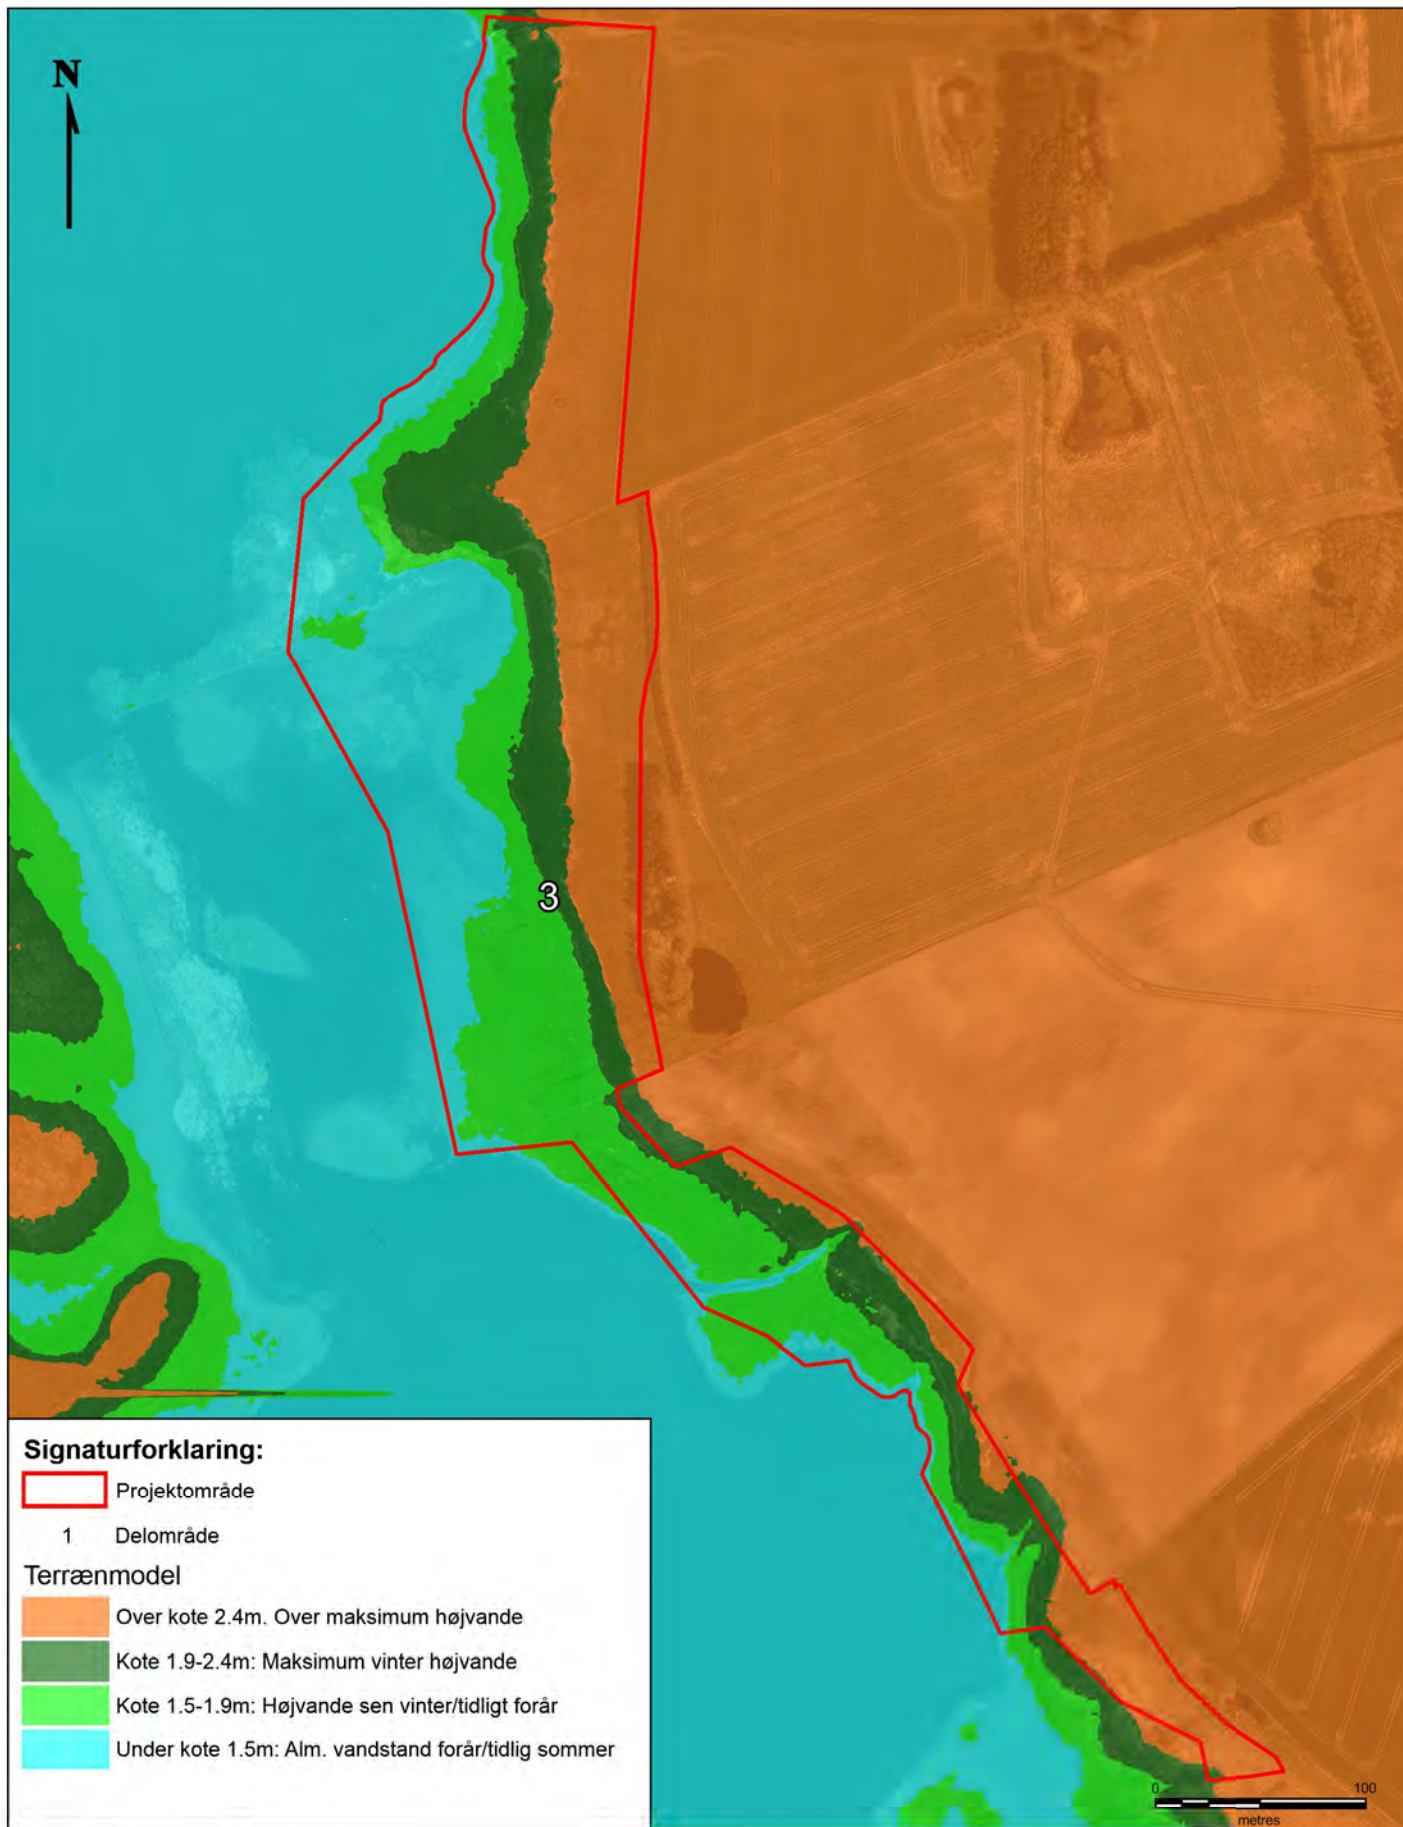 N
3
Signaturforklaring:
Projektområde
1 Delområde
Terrænmodel
Over kote 2.4m. Over maksimum højvande
Kote 1.9-2.4m: Maksimum vinter højvande
Kote 1.5-1.9m: Højvande sen vinter/tidligt forår
Under kote 1.5m: Alm. vandstand forår/tidlig sommer
0 100
metres